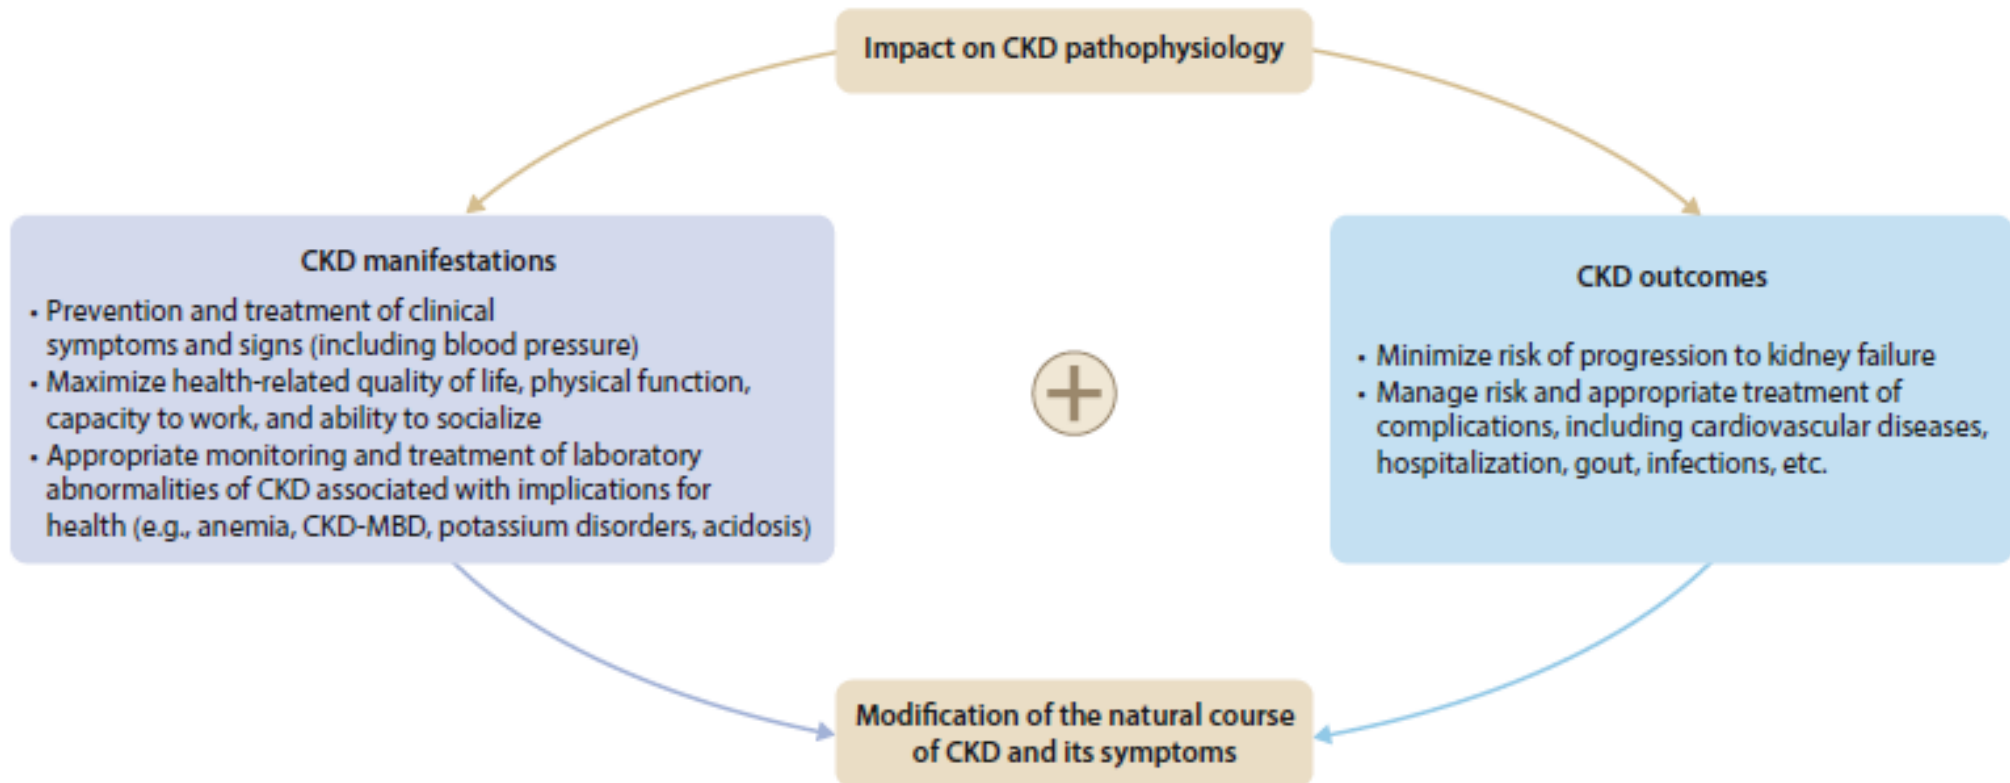 Impact on CKD pathophysiology
CKD manifestations
• Prevention and treatment of clinical
symptoms and signs (including blood pressure)
• Maximize health-related quality of life, physical function,
capacity to work, and ability to socialize
• Appropriate monitoring and treatment of laboratory
abnormalities of CKD associated with implications for
health (e.g., anemia, CKD-MBD, potassium disorders, acidosis)
CKD outcomes
• Minimize risk of progression to kidney failure
• Manage risk and appropriate treatment of
complications, including cardiovascular diseases,
hospitalization, gout, infections, etc.
Modification of the natural course
of CKD and its symptoms